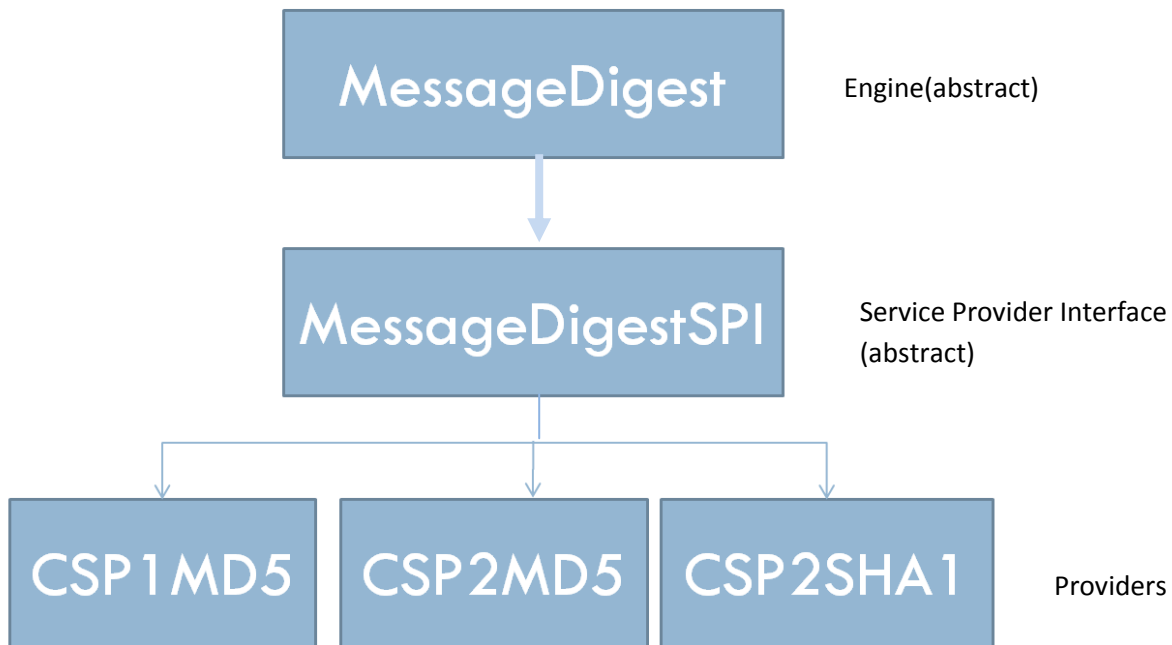 MessageDigest
Engine(abstract)
MessageDigestSPI
Service Provider Interface
(abstract)
CSP1MD5
CSP2MD5
CSP2SHA1
Providers